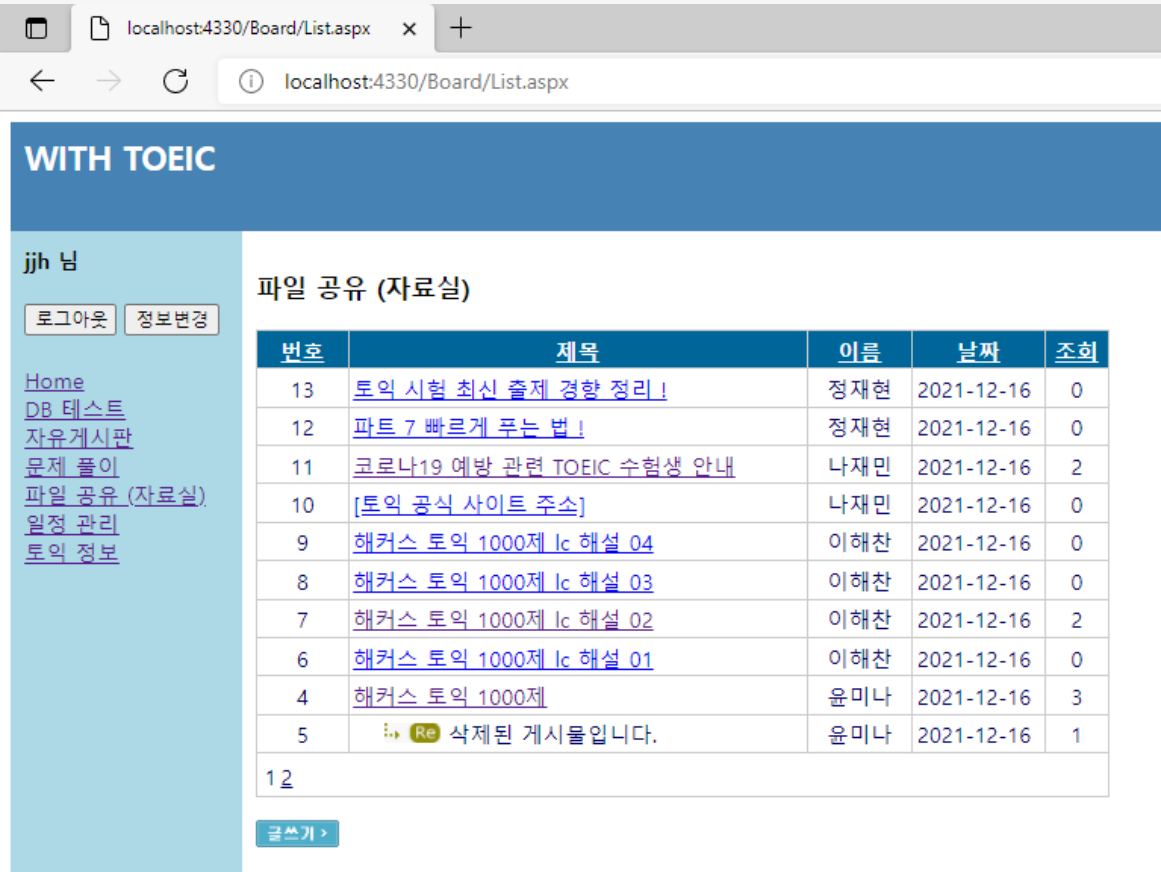 localhost:4330/Board/List.aspx
localhost:4330/Board/List.aspx
WITH TOEIC
jjh 님
로그아웃 정보변경
Home
DB 테스트
자유게시판
문제 풀이
파일 공유 (자료실)
일정 관리
토익 정보
파일 공유 (자료실)
번호 제목 이름 날짜 조회
13 토익 시험 최신 출제 경향 정리 ! 정재현 2021-12-16 0
12 파트 7 빠르게 푸는 법 ! 정재현 2021-12-16 0
11 코로나19 예방 관련 TOEIC 수험생 안내 나재민 2021-12-16 2
10 [토익 공식 사이트 주소] 나재민 2021-12-16 0
9 해커스 토익 1000제 lc 해설 04 이해찬 2021-12-16 0
8 해커스 토익 1000제 lc 해설 03 이해찬 2021-12-16 0
7 해커스 토익 1000제 lc 해설 02 이해찬 2021-12-16 2
6 해커스 토익 1000제 lc 해설 01 이해찬 2021-12-16 0
4 해커스 토익 1000제 윤미나 2021-12-16 3
5 Re 삭제된 게시물입니다. 윤미나 2021-12-16 1
1 2
글쓰기 >